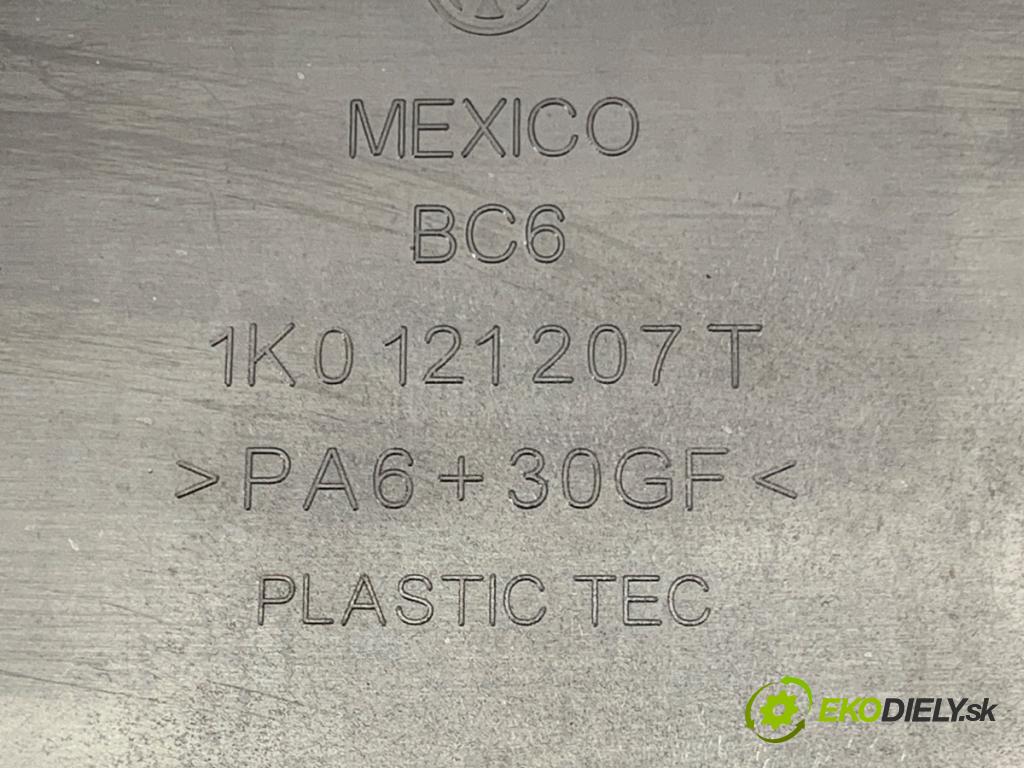 MEXICO
BC6
1K0 121 207 T
>PA6+30GF<
PLASTIC TEC
EKODIELY.sk